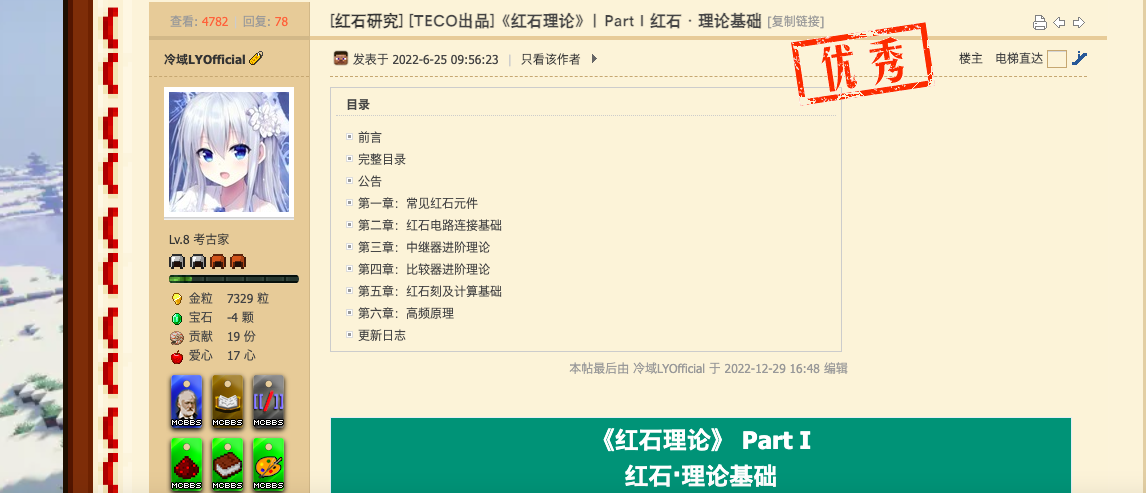 查看: 4782 回复: 78
[红石研究] [TECO出品]《红石理论》| Part I 红石 · 理论基础 [复制链接]
冷域LYOfficial
发表于 2022-6-25 09:56:23 | 只看该作者
楼主 电梯直达
优秀
目录
前言
完整目录
公告
第一章：常见红石元件
第二章：红石电路连接基础
第三章：中继器进阶理论
第四章：比较器进阶理论
第五章：红石刻及计算基础
第六章：高频原理
更新日志
本帖最后由 冷域LYOfficial 于 2022-12-29 16:48 编辑
Lv.8 考古家
金粒 7329 粒
宝石 -4 颗
贡献 19 份
爱心 17 心
MCBBS MCBBS MCBBS
MCBBS MCBBS MCBBS
《红石理论》 Part I
红石·理论基础